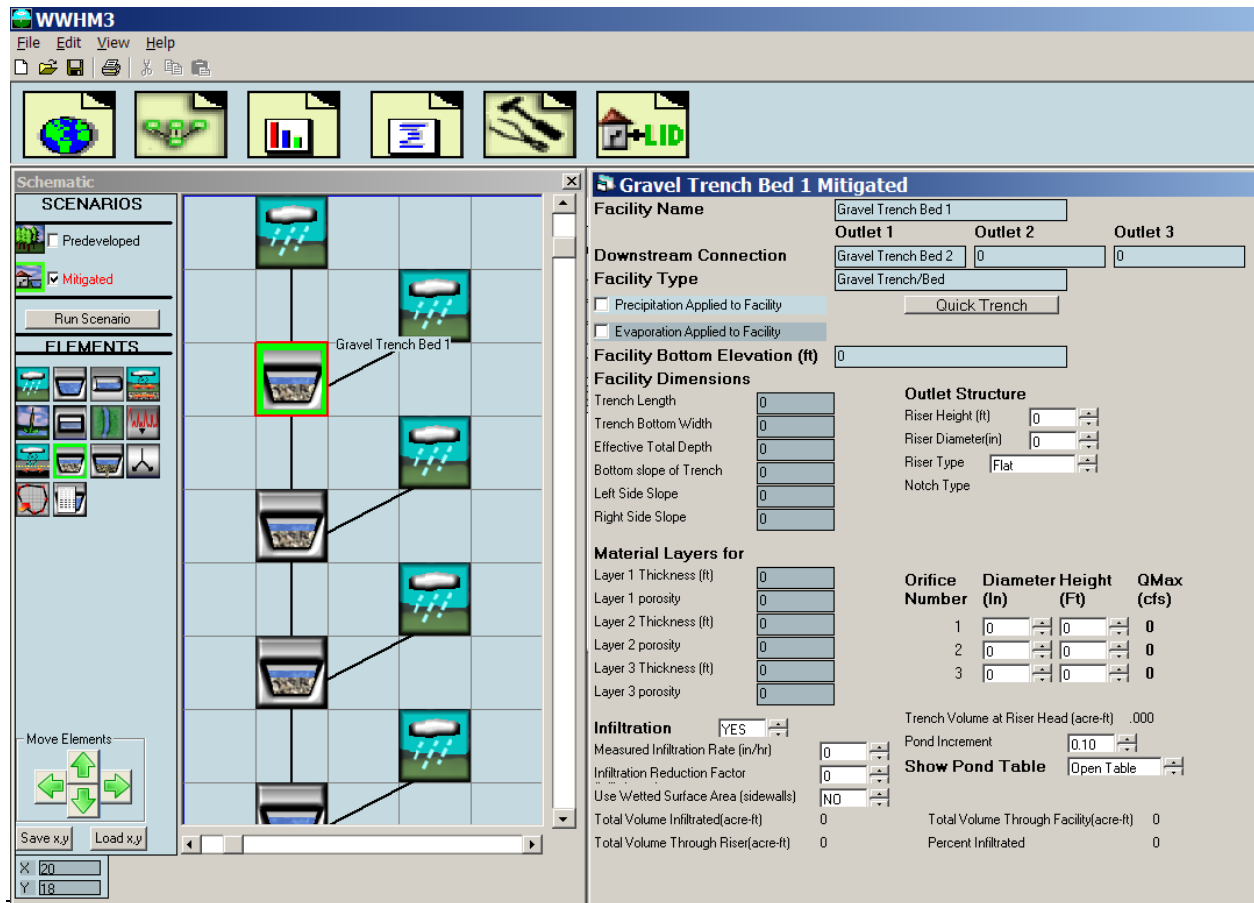 WWHM3
File Edit View Help
+LID
Schematic
SCENARIOS
Predeveloped
Mitigated
Run Scenario
ELEMENTS
Move Elements
Save x,y Load x,y
X 20
Y 18
Gravel Trench Bed 1
Gravel Trench Bed 1 Mitigated
Facility Name Gravel Trench Bed 1
Outlet 1 Outlet 2 Outlet 3
Downstream Connection Gravel Trench Bed 2 0 0
Facility Type Gravel Trench/Bed
Precipitation Applied to Facility Quick Trench
Evaporation Applied to Facility
Facility Bottom Elevation (ft) 0
Facility Dimensions
Trench Length 0
Trench Bottom Width 0
Effective Total Depth 0
Bottom slope of Trench 0
Left Side Slope 0
Right Side Slope 0
Outlet Structure
Riser Height (ft) 0
Riser Diameter(in) 0
Riser Type Flat
Notch Type
Material Layers for
Layer 1 Thickness (ft) 0
Layer 1 porosity 0
Layer 2 Thickness (ft) 0
Layer 2 porosity 0
Layer 3 Thickness (ft) 0
Layer 3 porosity 0
Orifice Diameter Height QMax
Number (In) (Ft) (cfs)
1 0 0 0
2 0 0 0
3 0 0 0
Infiltration YES
Measured Infiltration Rate (in/hr) 0
Infiltration Reduction Factor 0
Use Wetted Surface Area (sidewalls) NO
Total Volume Infiltrated(acre-ft) 0
Total Volume Through Riser(acre-ft) 0
Trench Volume at Riser Head (acre-ft) .000
Pond Increment 0.10
Show Pond Table Open Table
Total Volume Through Facility(acre-ft) 0
Percent Infiltrated 0